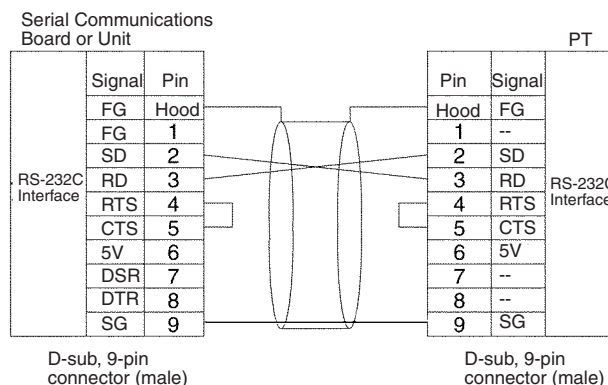 Serial Communications
Board or Unit
PT
Signal Pin
Pin Signal
FG Hood
Hood FG
FG 1
1 --
SD 2
2 SD
RD 3
3 RD
RS-232C
Interface
RS-232C
Interface
RTS 4
4 RTS
CTS 5
5 CTS
5V 6
6 5V
DSR 7
7 --
DTR 8
8 --
SG 9
9 SG
D-sub, 9-pin
connector (male)
D-sub, 9-pin
connector (male)